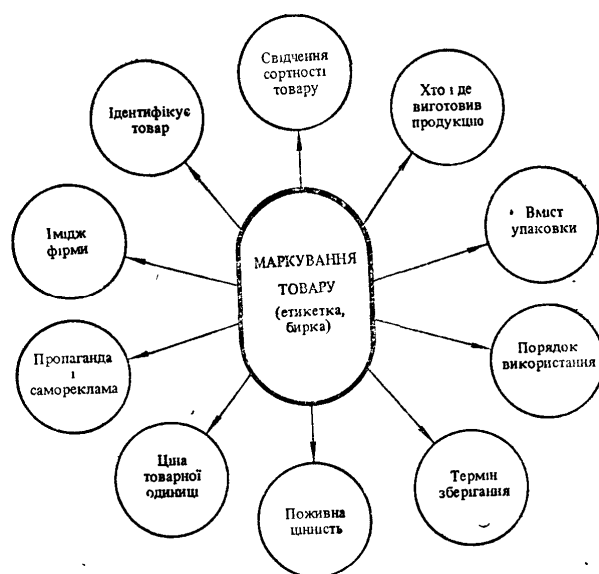 Свідчення
сортності
товару
Хто і де
виготовив
продукцію
Вміст
упаковки
Порядок
використання
Термін
зберігання
Поживна
цінність
Ціна
товарної
одиниці
Пропаганда
і
самореклама
Імідж
фірми
Ідентифікує
товар
МАРКУВАННЯ
ТОВАРУ
(етикетка,
бирка)